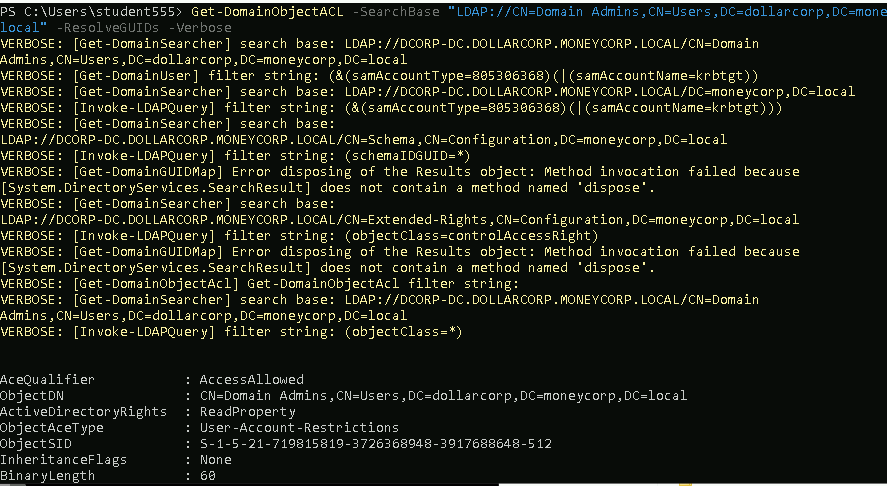 PS C:\Users\student555> Get-DomainObjectACL -SearchBase "LDAP://CN=Domain Admins,CN=Users,DC=dollarcorp,DC=mone
local" -ResolveGUIDs -Verbose
VERBOSE: [Get-DomainSearcher] search base: LDAP://DCORP-DC.DOLLARCORP.MONEYCORP.LOCAL/CN=Domain
Admins,CN=Users,DC=dollarcorp,DC=moneycorp,DC=local
VERBOSE: [Get-DomainUser] filter string: (&(samAccountType=805306368)(|(samAccountName=krbtgt))
VERBOSE: [Get-DomainSearcher] search base: LDAP://DCORP-DC.DOLLARCORP.MONEYCORP.LOCAL/DC=moneycorp,DC=local
VERBOSE: [Invoke-LDAPQuery] filter string: (&(samAccountType=805306368)(|(samAccountName=krbtgt)))
VERBOSE: [Get-DomainSearcher] search base:
LDAP://DCORP-DC.DOLLARCORP.MONEYCORP.LOCAL/CN=Schema,CN=Configuration,DC=moneycorp,DC=local
VERBOSE: [Invoke-LDAPQuery] filter string: (schemaIDGUID=*)
VERBOSE: [Get-DomainGUIDMap] Error disposing of the Results object: Method invocation failed because
[System.DirectoryServices.SearchResult] does not contain a method named 'dispose'.
VERBOSE: [Get-DomainSearcher] search base:
LDAP://DCORP-DC.DOLLARCORP.MONEYCORP.LOCAL/CN=Extended-Rights,CN=Configuration,DC=moneycorp,DC=local
VERBOSE: [Invoke-LDAPQuery] filter string: (objectClass=controlAccessRight)
VERBOSE: [Get-DomainGUIDMap] Error disposing of the Results object: Method invocation failed because
[System.DirectoryServices.SearchResult] does not contain a method named 'dispose'.
VERBOSE: [Get-DomainObjectAcl] Get-DomainObjectAcl filter string:
VERBOSE: [Get-DomainSearcher] search base: LDAP://DCORP-DC.DOLLARCORP.MONEYCORP.LOCAL/CN=Domain
Admins,CN=Users,DC=dollarcorp,DC=moneycorp,DC=local
VERBOSE: [Invoke-LDAPQuery] filter string: (objectClass=*)
AceQualifier : AccessAllowed
ObjectDN : CN=Domain Admins,CN=Users,DC=dollarcorp,DC=moneycorp,DC=local
ActiveDirectoryRights : ReadProperty
ObjectAceType : User-Account-Restrictions
ObjectSID : S-1-5-21-719815819-3726368948-3917688648-512
InheritanceFlags : None
BinaryLength : 60